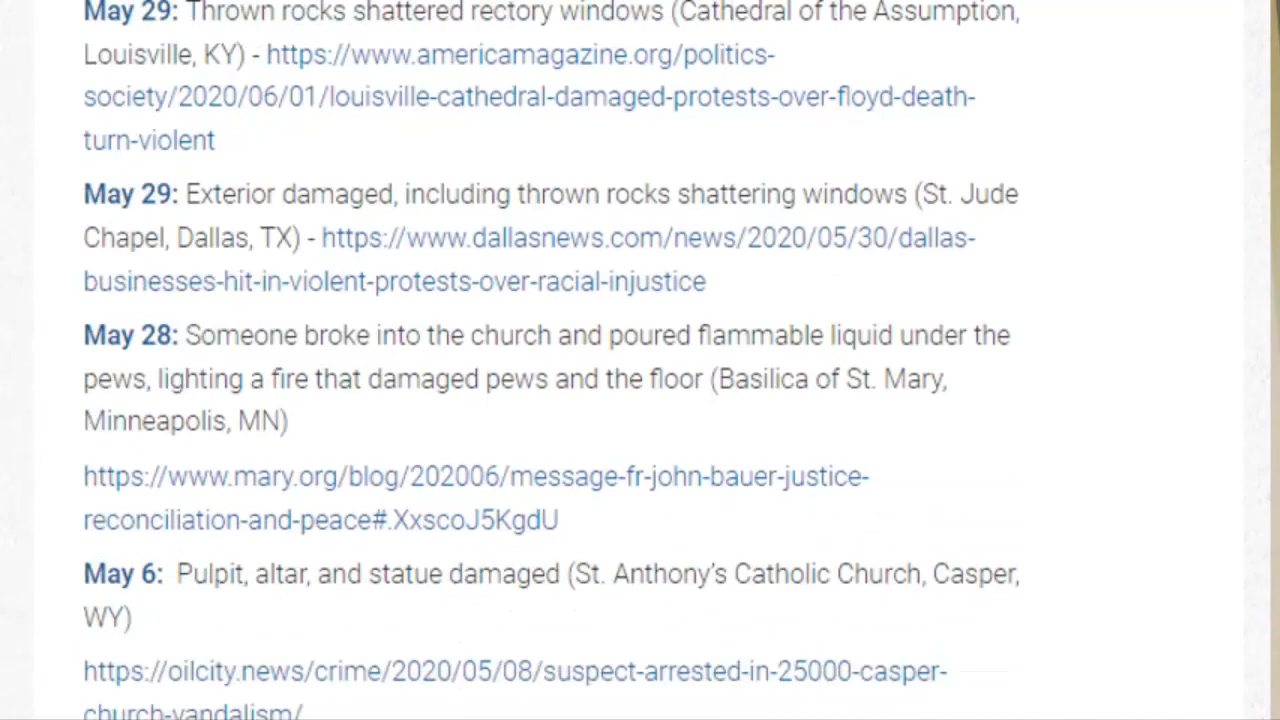 May 29: Thrown rocks shattered rectory windows (Cathedral of the Assumption,
Louisville, KY) - https://www.americamagazine.org/politics-
society/2020/06/01/louisville-cathedral-damaged-protests-over-floyd-death-
turn-violent
May 29: Exterior damaged, including thrown rocks shattering windows (St. Jude
Chapel, Dallas, TX) - https://www.dallasnews.com/news/2020/05/30/dallas-
businesses-hit-in-violent-protests-over-racial-injustice
May 28: Someone broke into the church and poured flammable liquid under the
pews, lighting a fire that damaged pews and the floor (Basilica of St. Mary,
Minneapolis, MN)
https://www.mary.org/blog/202006/message-fr-john-bauer-justice-
reconciliation-and-peace#.XxscoJ5KgdU
May 6: Pulpit, altar, and statue damaged (St. Anthony's Catholic Church, Casper,
WY)
https://oilcity.news/crime/2020/05/08/suspect-arrested-in-25000-casper-
church-vandalism/